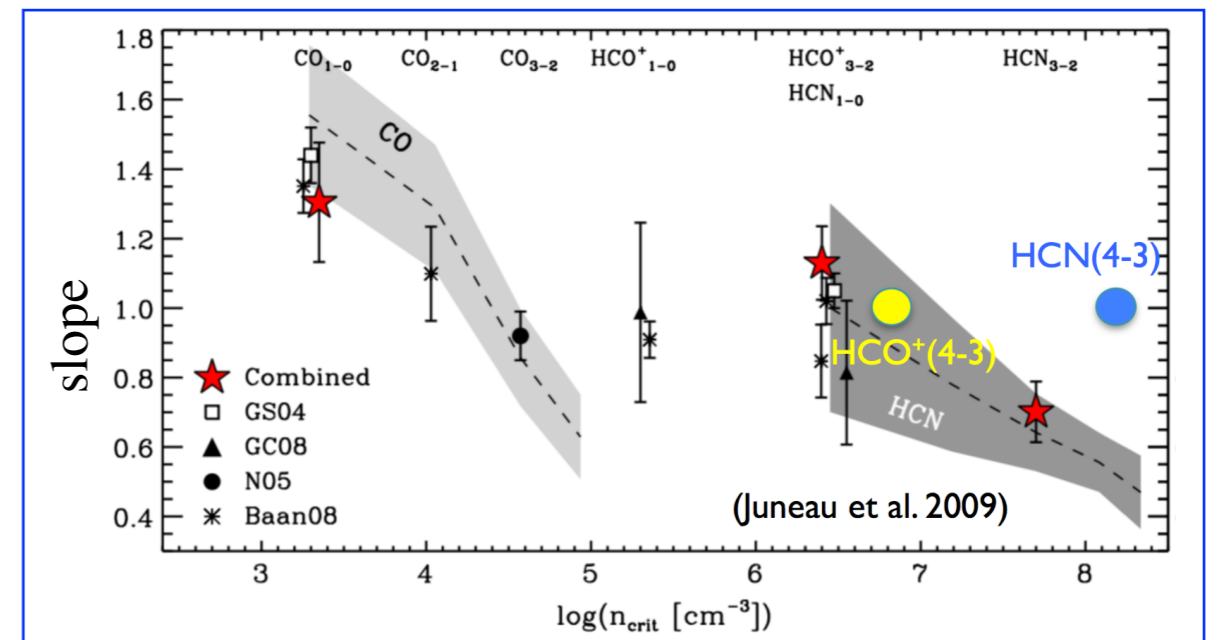 1.8
1.6
1.4
1.2
1.0
0.8
0.6
0.4
slope
CO₁₋₀ CO₂₋₁ CO₃₋₂ HCO⁺₁₋₀ HCO⁺₃₋₂ HCN₃₋₂
HCN₁₋₀
CO
HCN(4-3)
HCO⁺(4-3)
HCN
Combined
GS04
GC08
N05
Baan08
(Juneau et al. 2009)
3 4 5 6 7 8
log(n_crit [cm⁻³])